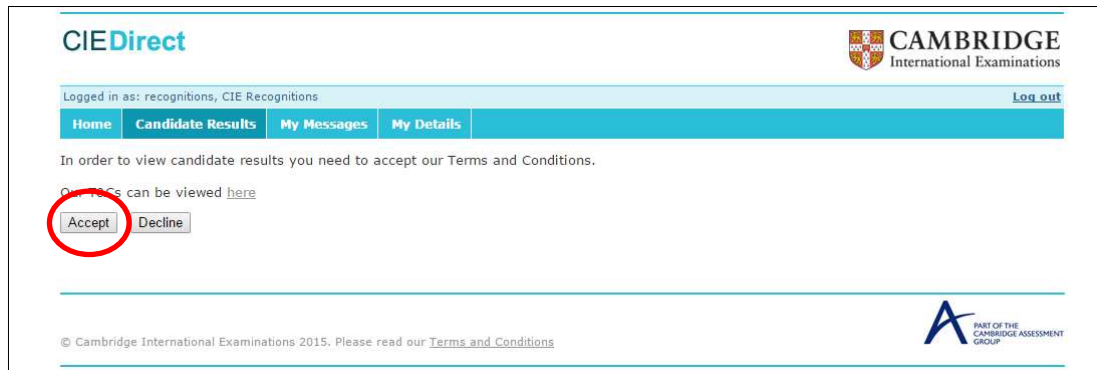 CIEDirect
CAMBRIDGE
International Examinations
Logged in as: recognitions, CIE Recognitions
Log out
Home Candidate Results My Messages My Details
In order to view candidate results you need to accept our Terms and Conditions.
Our T&Cs can be viewed here
Accept Decline
PART OF THE
CAMBRIDGE ASSESSMENT
GROUP
© Cambridge International Examinations 2015. Please read our Terms and Conditions